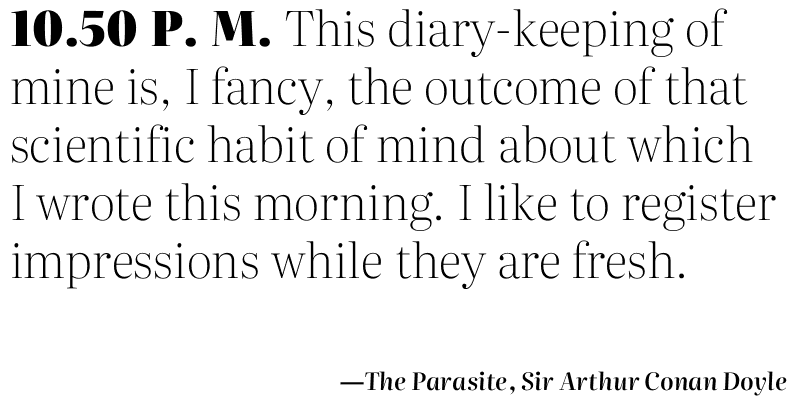 10.50 P. M. This diary-keeping of
mine is, I fancy, the outcome of that
scientific habit of mind about which
I wrote this morning. I like to register
impressions while they are fresh.
—The Parasite, Sir Arthur Conan Doyle